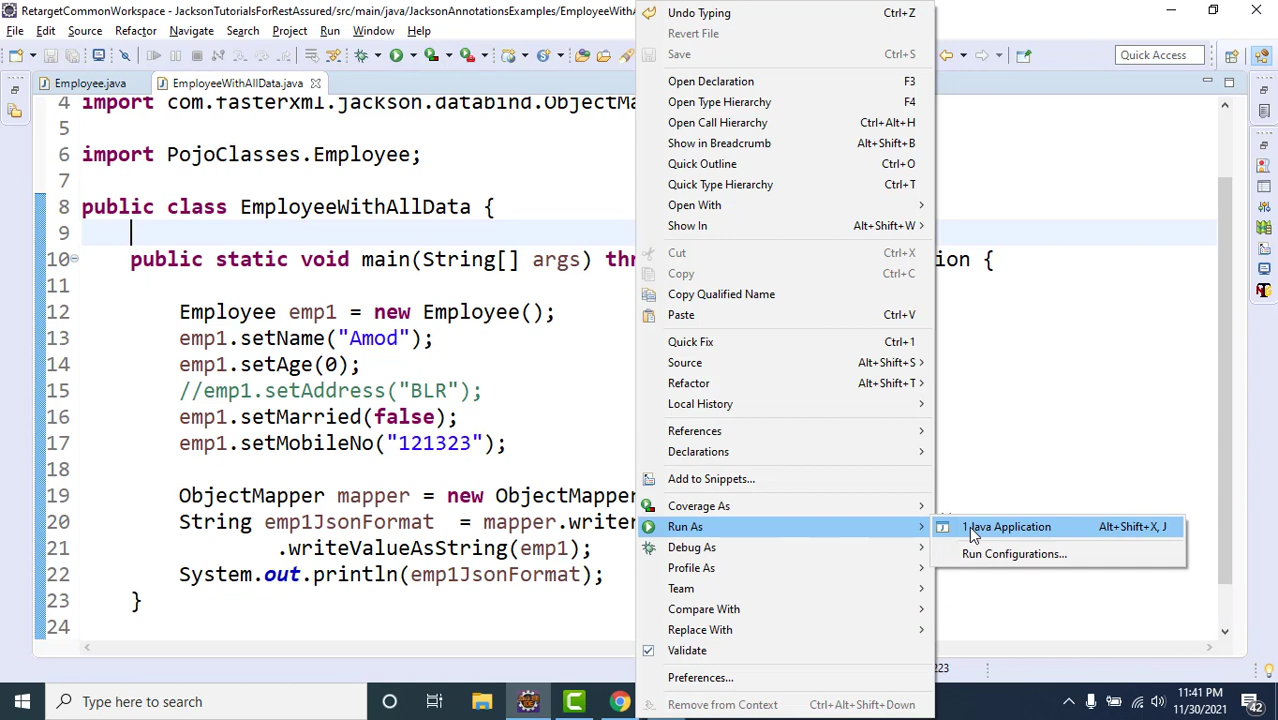 RetargetCommonWorkspace - JacksonTutorialsForRestAssured/src/main/java/JacksonAnnotationsExamples/EmployeeWithA
File Edit Source Refactor Navigate Search Project Run Window Help
Quick Access
Employee.java
EmployeeWithAllData.java
4 import com.fasterxml.jackson.databind.ObjectMa
5
6 import PojoClasses.Employee;
7
8 public class EmployeeWithAllData {
9
10 public static void main(String[] args) thr on {
11
12 Employee emp1 = new Employee();
13 emp1.setName("Amod");
14 emp1.setAge(0);
15 //emp1.setAddress("BLR");
16 emp1.setMarried(false);
17 emp1.setMobileNo("121323");
18
19 ObjectMapper mapper = new ObjectMapper
20 String emp1JsonFormat = mapper.writer
21 .writeValueAsString(emp1);
22 System.out.println(emp1JsonFormat);
23 }
24
Undo Typing Ctrl+Z
Revert File
Save Ctrl+S
Open Declaration F3
Open Type Hierarchy F4
Open Call Hierarchy Ctrl+Alt+H
Show in Breadcrumb Alt+Shift+B
Quick Outline Ctrl+O
Quick Type Hierarchy Ctrl+T
Open With
Show In Alt+Shift+W
Cut Ctrl+X
Copy Ctrl+C
Copy Qualified Name
Paste Ctrl+V
Quick Fix Ctrl+1
Source Alt+Shift+S
Refactor Alt+Shift+T
Local History
References
Declarations
Add to Snippets...
Coverage As
Run As
Debug As
Profile As
Team
Compare With
Replace With
Validate
Preferences...
Remove from Context Ctrl+Alt+Shift+Down
1 Java Application Alt+Shift+X, J
Run Configurations...
223
Type here to search
11:41 PM
11/30/2021
42